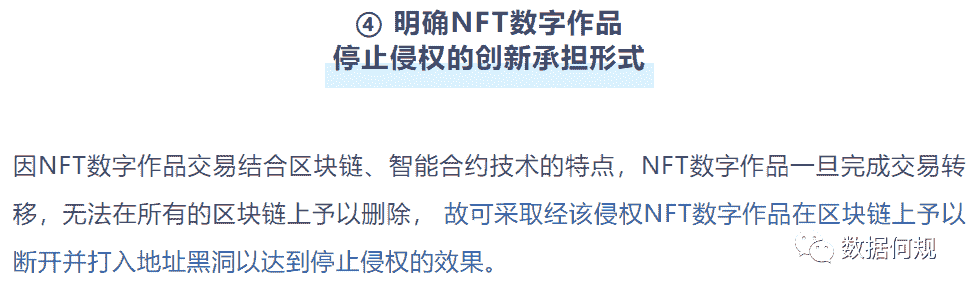 ④ 明确NFT数字作品
停止侵权的创新承担形式
因NFT数字作品交易结合区块链、智能合约技术的特点，NFT数字作品一旦完成交易转
移，无法在所有的区块链上予以删除， 故可采取经该侵权NFT数字作品在区块链上予以
断开并打入地址黑洞以达到停止侵权的效果。
数据何规